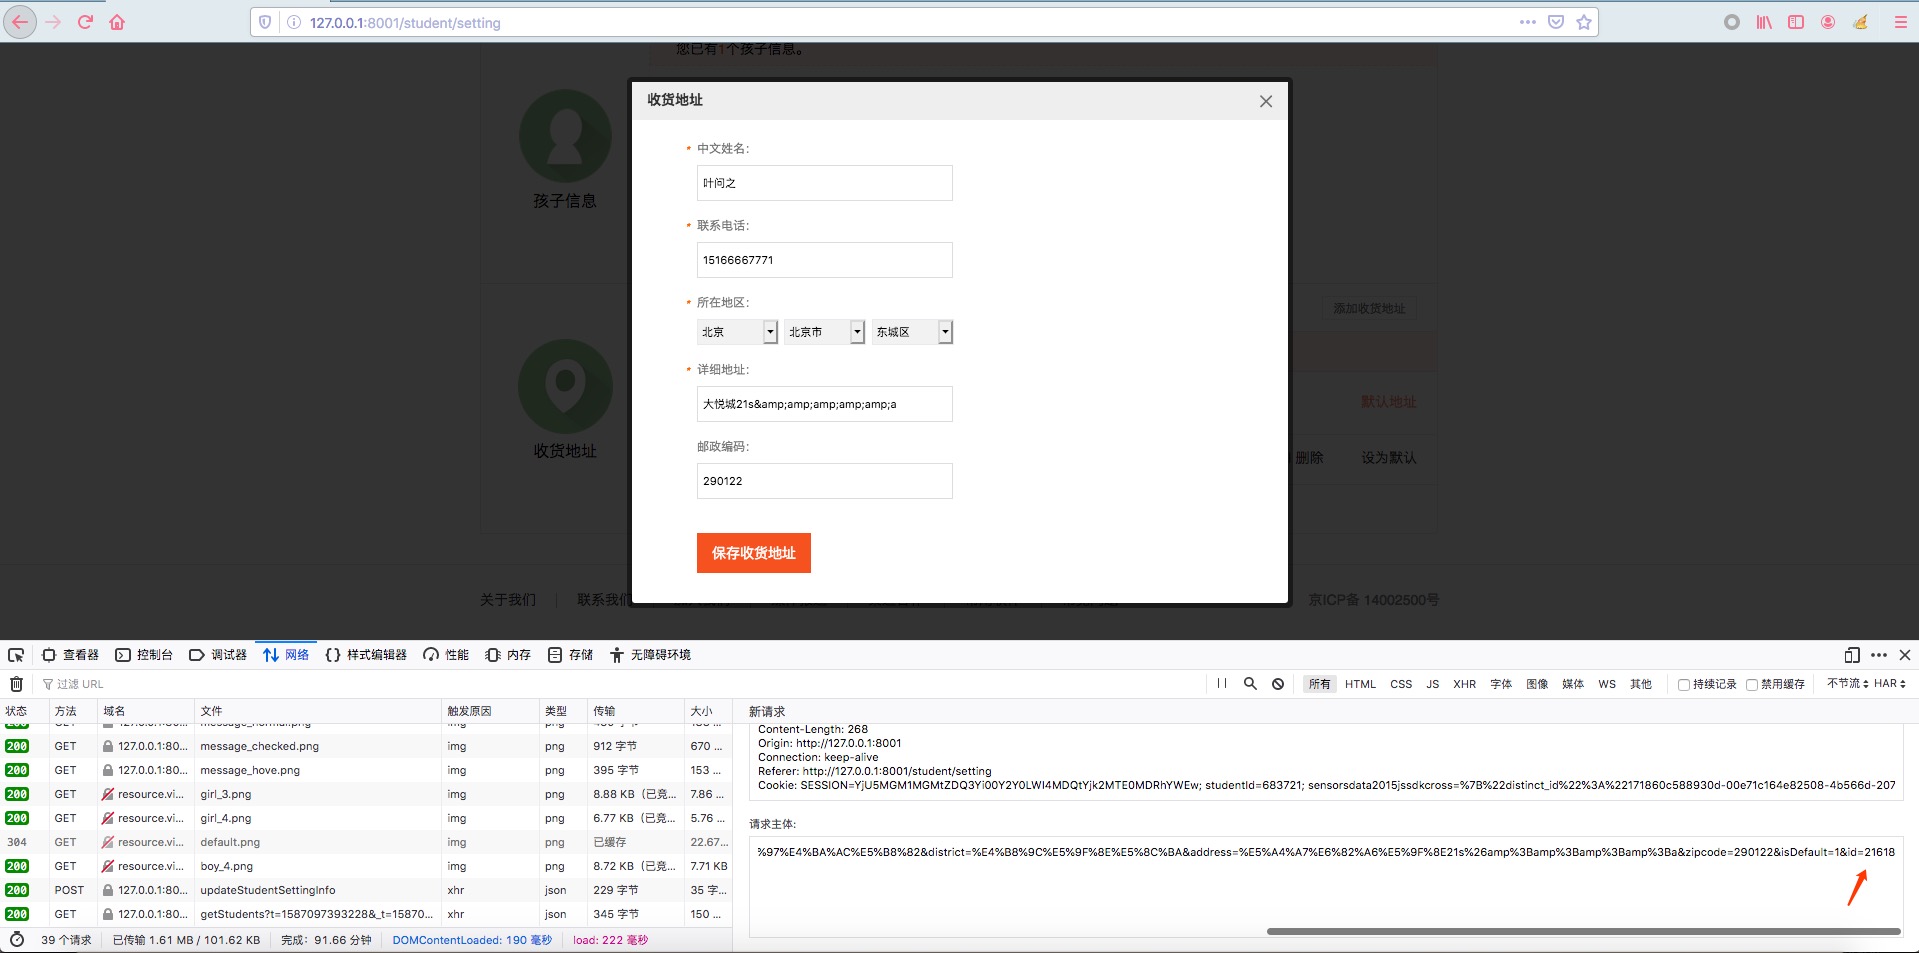 127.0.0.1:8001/student/setting
您已有1个孩子信息。
收货地址
* 中文姓名:
叶问之
孩子信息
* 联系电话:
15166667771
* 所在地区:
添加收货地址
北京 北京市 东城区
* 详细地址:
大悦城21s&amp;amp;amp;amp;amp;a
默认地址
邮政编码:
收货地址
删除 设为默认
290122
保存收货地址
关于我们 联系我们
京ICP备 14002500号
查看器 控制台 调试器 网络 样式编辑器 性能 内存 存储 无障碍环境
过滤 URL
所有 HTML CSS JS XHR 字体 图像 媒体 WS 其他 持续记录 禁用缓存 不节流 HAR
状态 方法 域名 文件 触发原因 类型 传输 大小
200 GET 127.0.0.1:80... message_checked.png img png 912 字节 670 ...
200 GET 127.0.0.1:80... message_hove.png img png 395 字节 153 ...
200 GET resource.vi... girl_3.png img png 8.88 KB（已竞... 7.86 ...
200 GET resource.vi... girl_4.png img png 6.77 KB（已竞... 5.76 ...
304 GET resource.vi... default.png img png 已缓存 22.67...
200 GET resource.vi... boy_4.png img png 8.72 KB（已竞... 7.71 KB
200 POST 127.0.0.1:80... updateStudentSettingInfo xhr json 229 字节 35 字...
200 GET 127.0.0.1:80... getStudents?t=1587097393228&_t=15870... xhr json 345 字节 150 ...
39 个请求 已传输 1.61 MB / 101.62 KB 完成：91.66 分钟 DOMContentLoaded: 190 毫秒 load: 222 毫秒
新请求
Content-Length: 268
Origin: http://127.0.0.1:8001
Connection: keep-alive
Referer: http://127.0.0.1:8001/student/setting
Cookie: SESSION=YjU5MGM1MGMtZDQ3Yi00Y2Y0LWI4MDQtYjk2MTE0MDRhYWEw; studentId=683721; sensorsdata2015jssdkcross=%7B%22distinct_id%22%3A%22171860c588930d-00e71c164e82508-4b566d-207
请求主体:
%97%E4%BA%AC%E5%B8%82&district=%E4%B8%9C%E5%9F%8E%E5%8C%BA&address=%E5%A4%A7%E6%82%A6%E5%9F%8E21s%26amp%3Bamp%3Bamp%3Bamp%3Ba&zipcode=290122&isDefault=1&id=21618